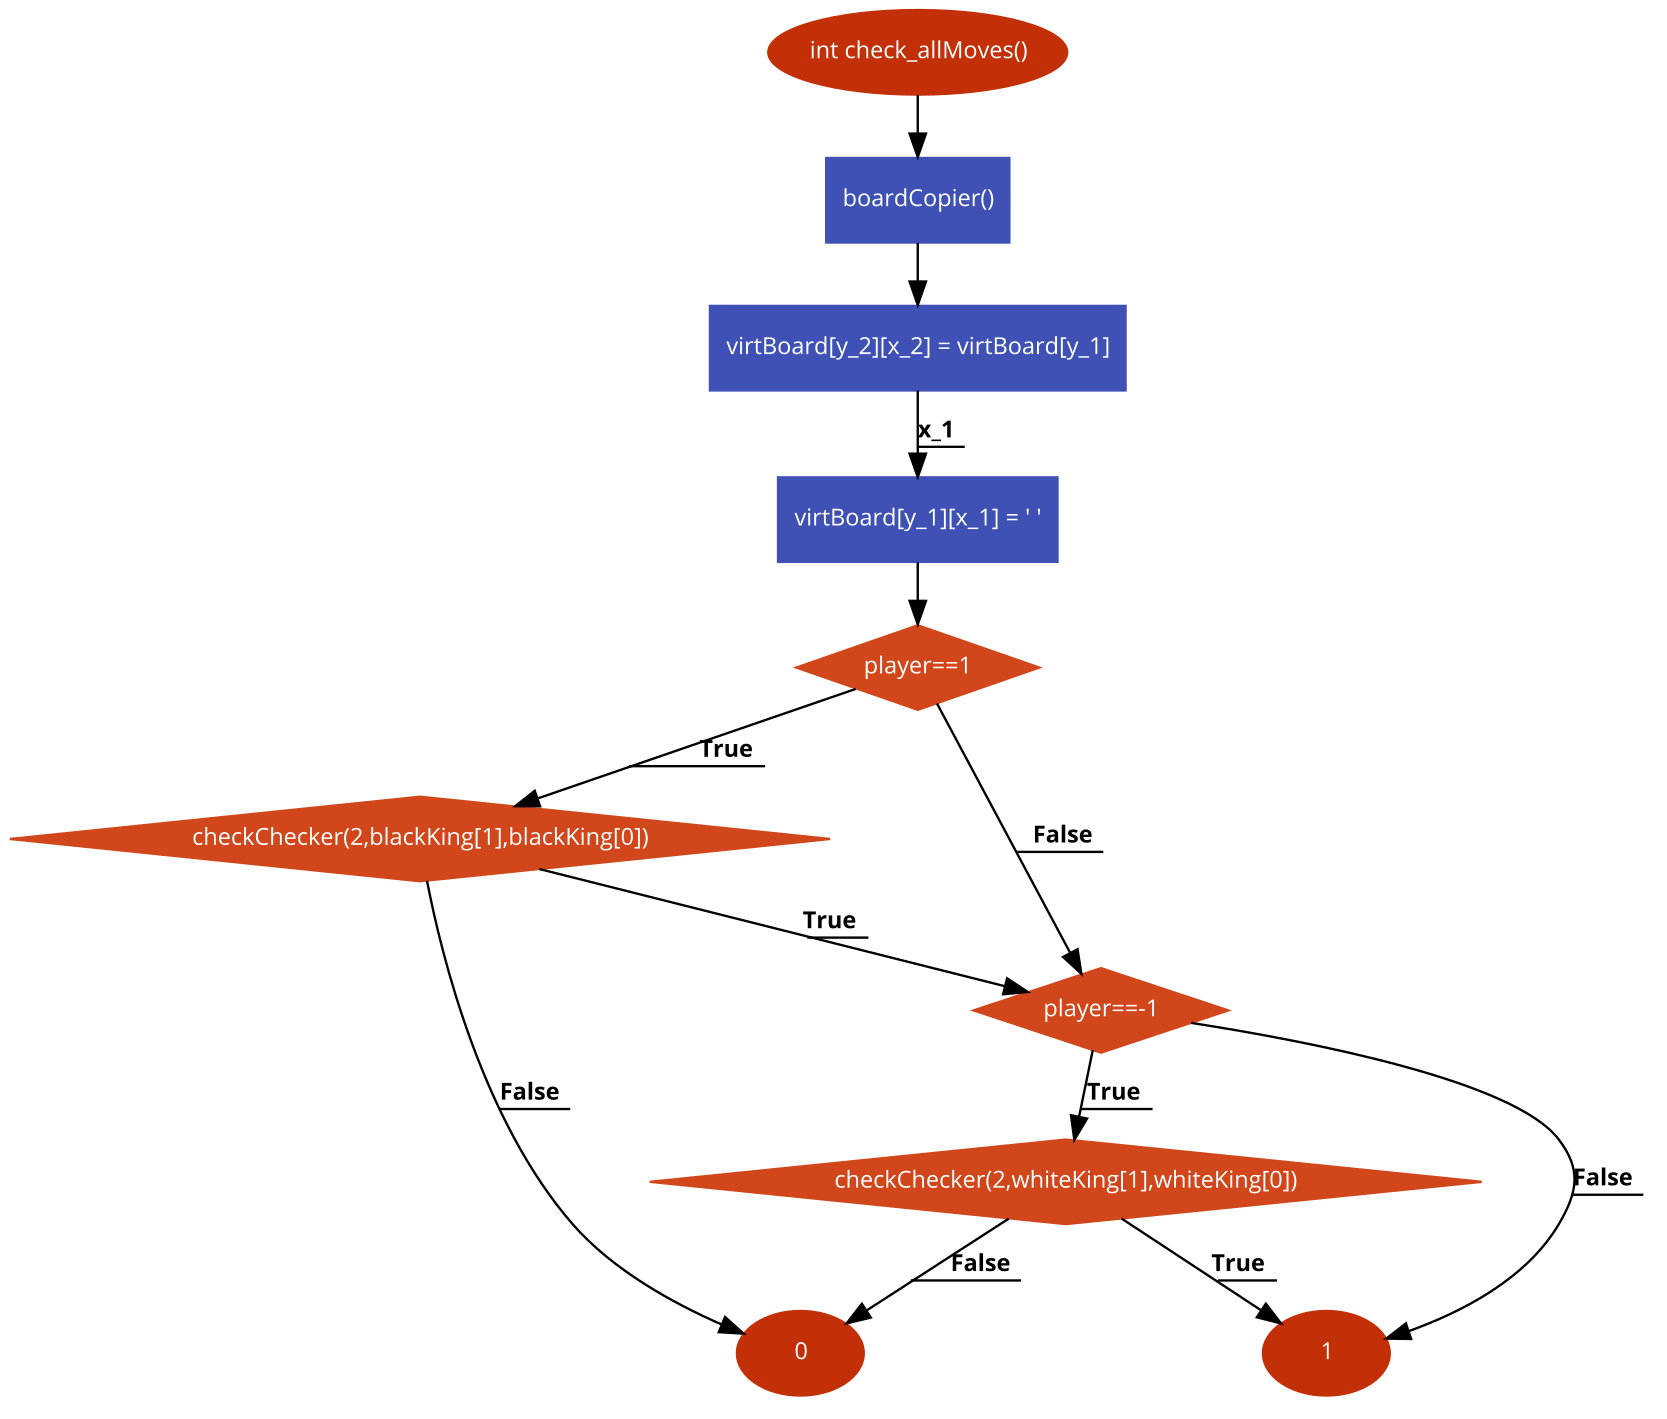 int check_allMoves()
boardCopier()
virtBoard[y_2][x_2] = virtBoard[y_1]
x_1
virtBoard[y_1][x_1] = ' '
player==1
True
False
checkChecker(2,blackKing[1],blackKing[0])
True
player==-1
False
True
False
checkChecker(2,whiteKing[1],whiteKing[0])
False
True
0
1